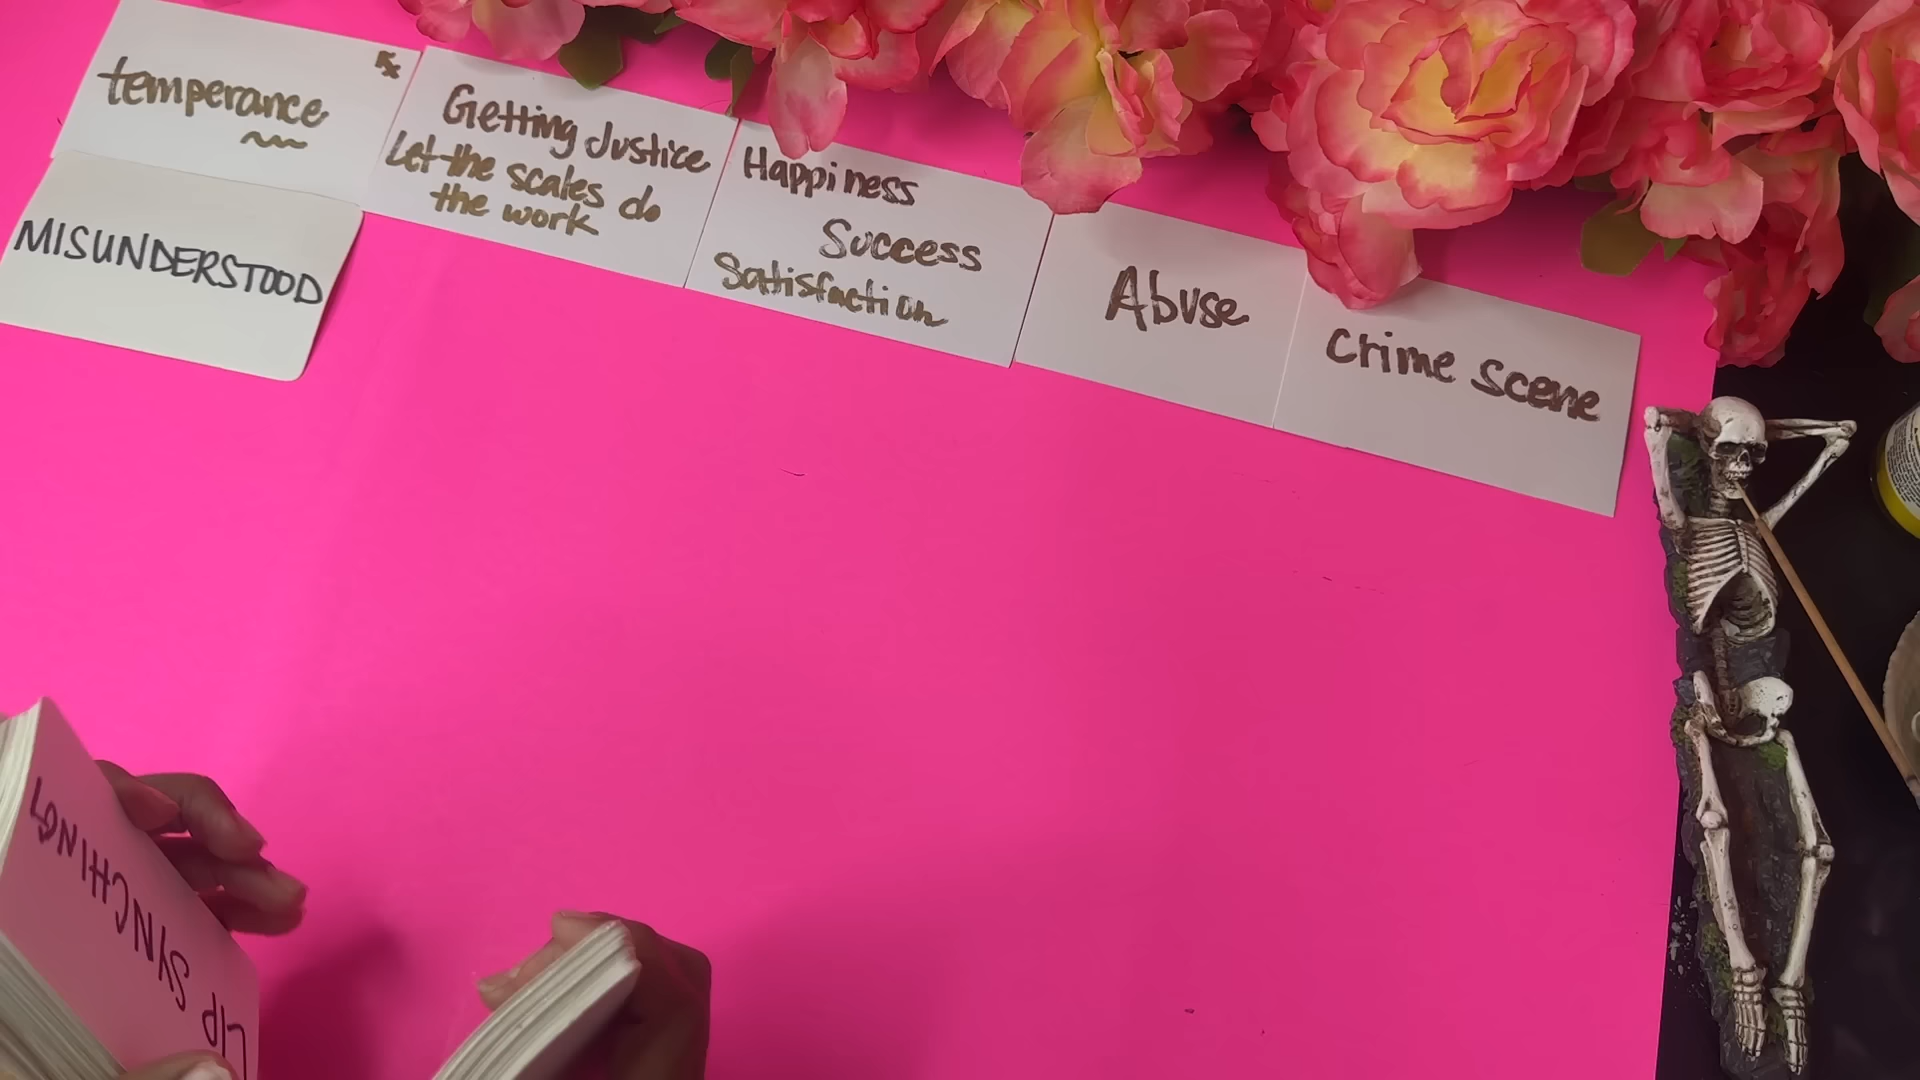 temperance
Getting Justice
Let the scales do
the work
Happiness
Success
Satisfaction
Abuse
Crime Scene
MISUNDERSTOOD
LIP SYNCHING